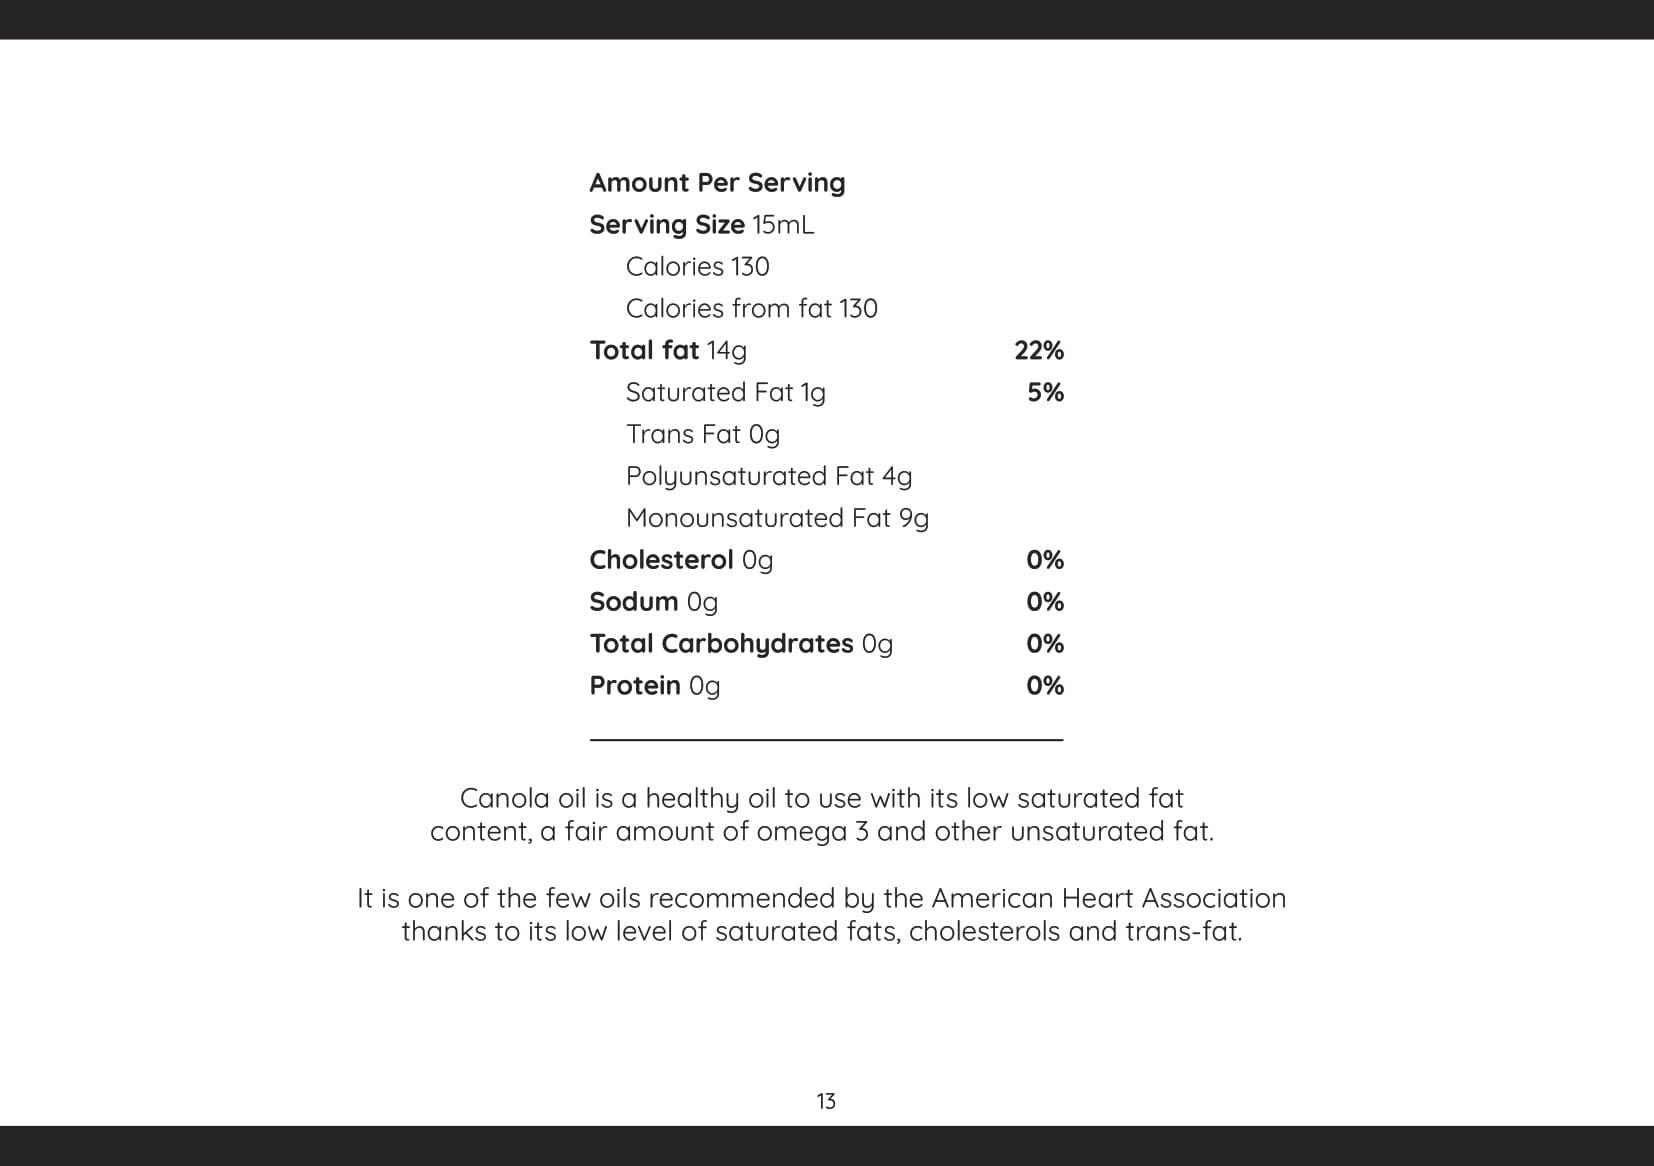 Amount Per Serving
Serving Size 15mL
Calories 130
Calories from fat 130
Total fat 14g 22%
Saturated Fat 1g 5%
Trans Fat 0g
Polyunsaturated Fat 4g
Monounsaturated Fat 9g
Cholesterol 0g 0%
Sodum 0g 0%
Total Carbohydrates 0g 0%
Protein 0g 0%
Canola oil is a healthy oil to use with its low saturated fat
content, a fair amount of omega 3 and other unsaturated fat.
It is one of the few oils recommended by the American Heart Association
thanks to its low level of saturated fats, cholesterols and trans-fat.
13